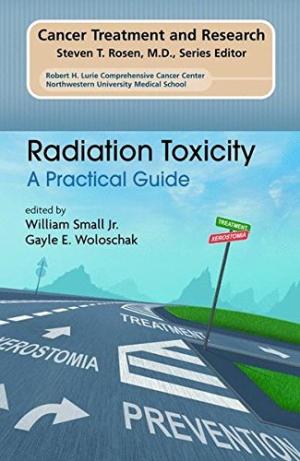 Cancer Treatment and Research
Steven T. Rosen, M.D., Series Editor
Robert H. Lurie Comprehensive Cancer Center
Northwestern University Medical School
Radiation Toxicity
A Practical Guide
edited by
William Small Jr.
Gayle E. Woloschak
TREATMENT
XEROSTOMIA
TREATMENT
XEROSTOMIA
PREVENTION